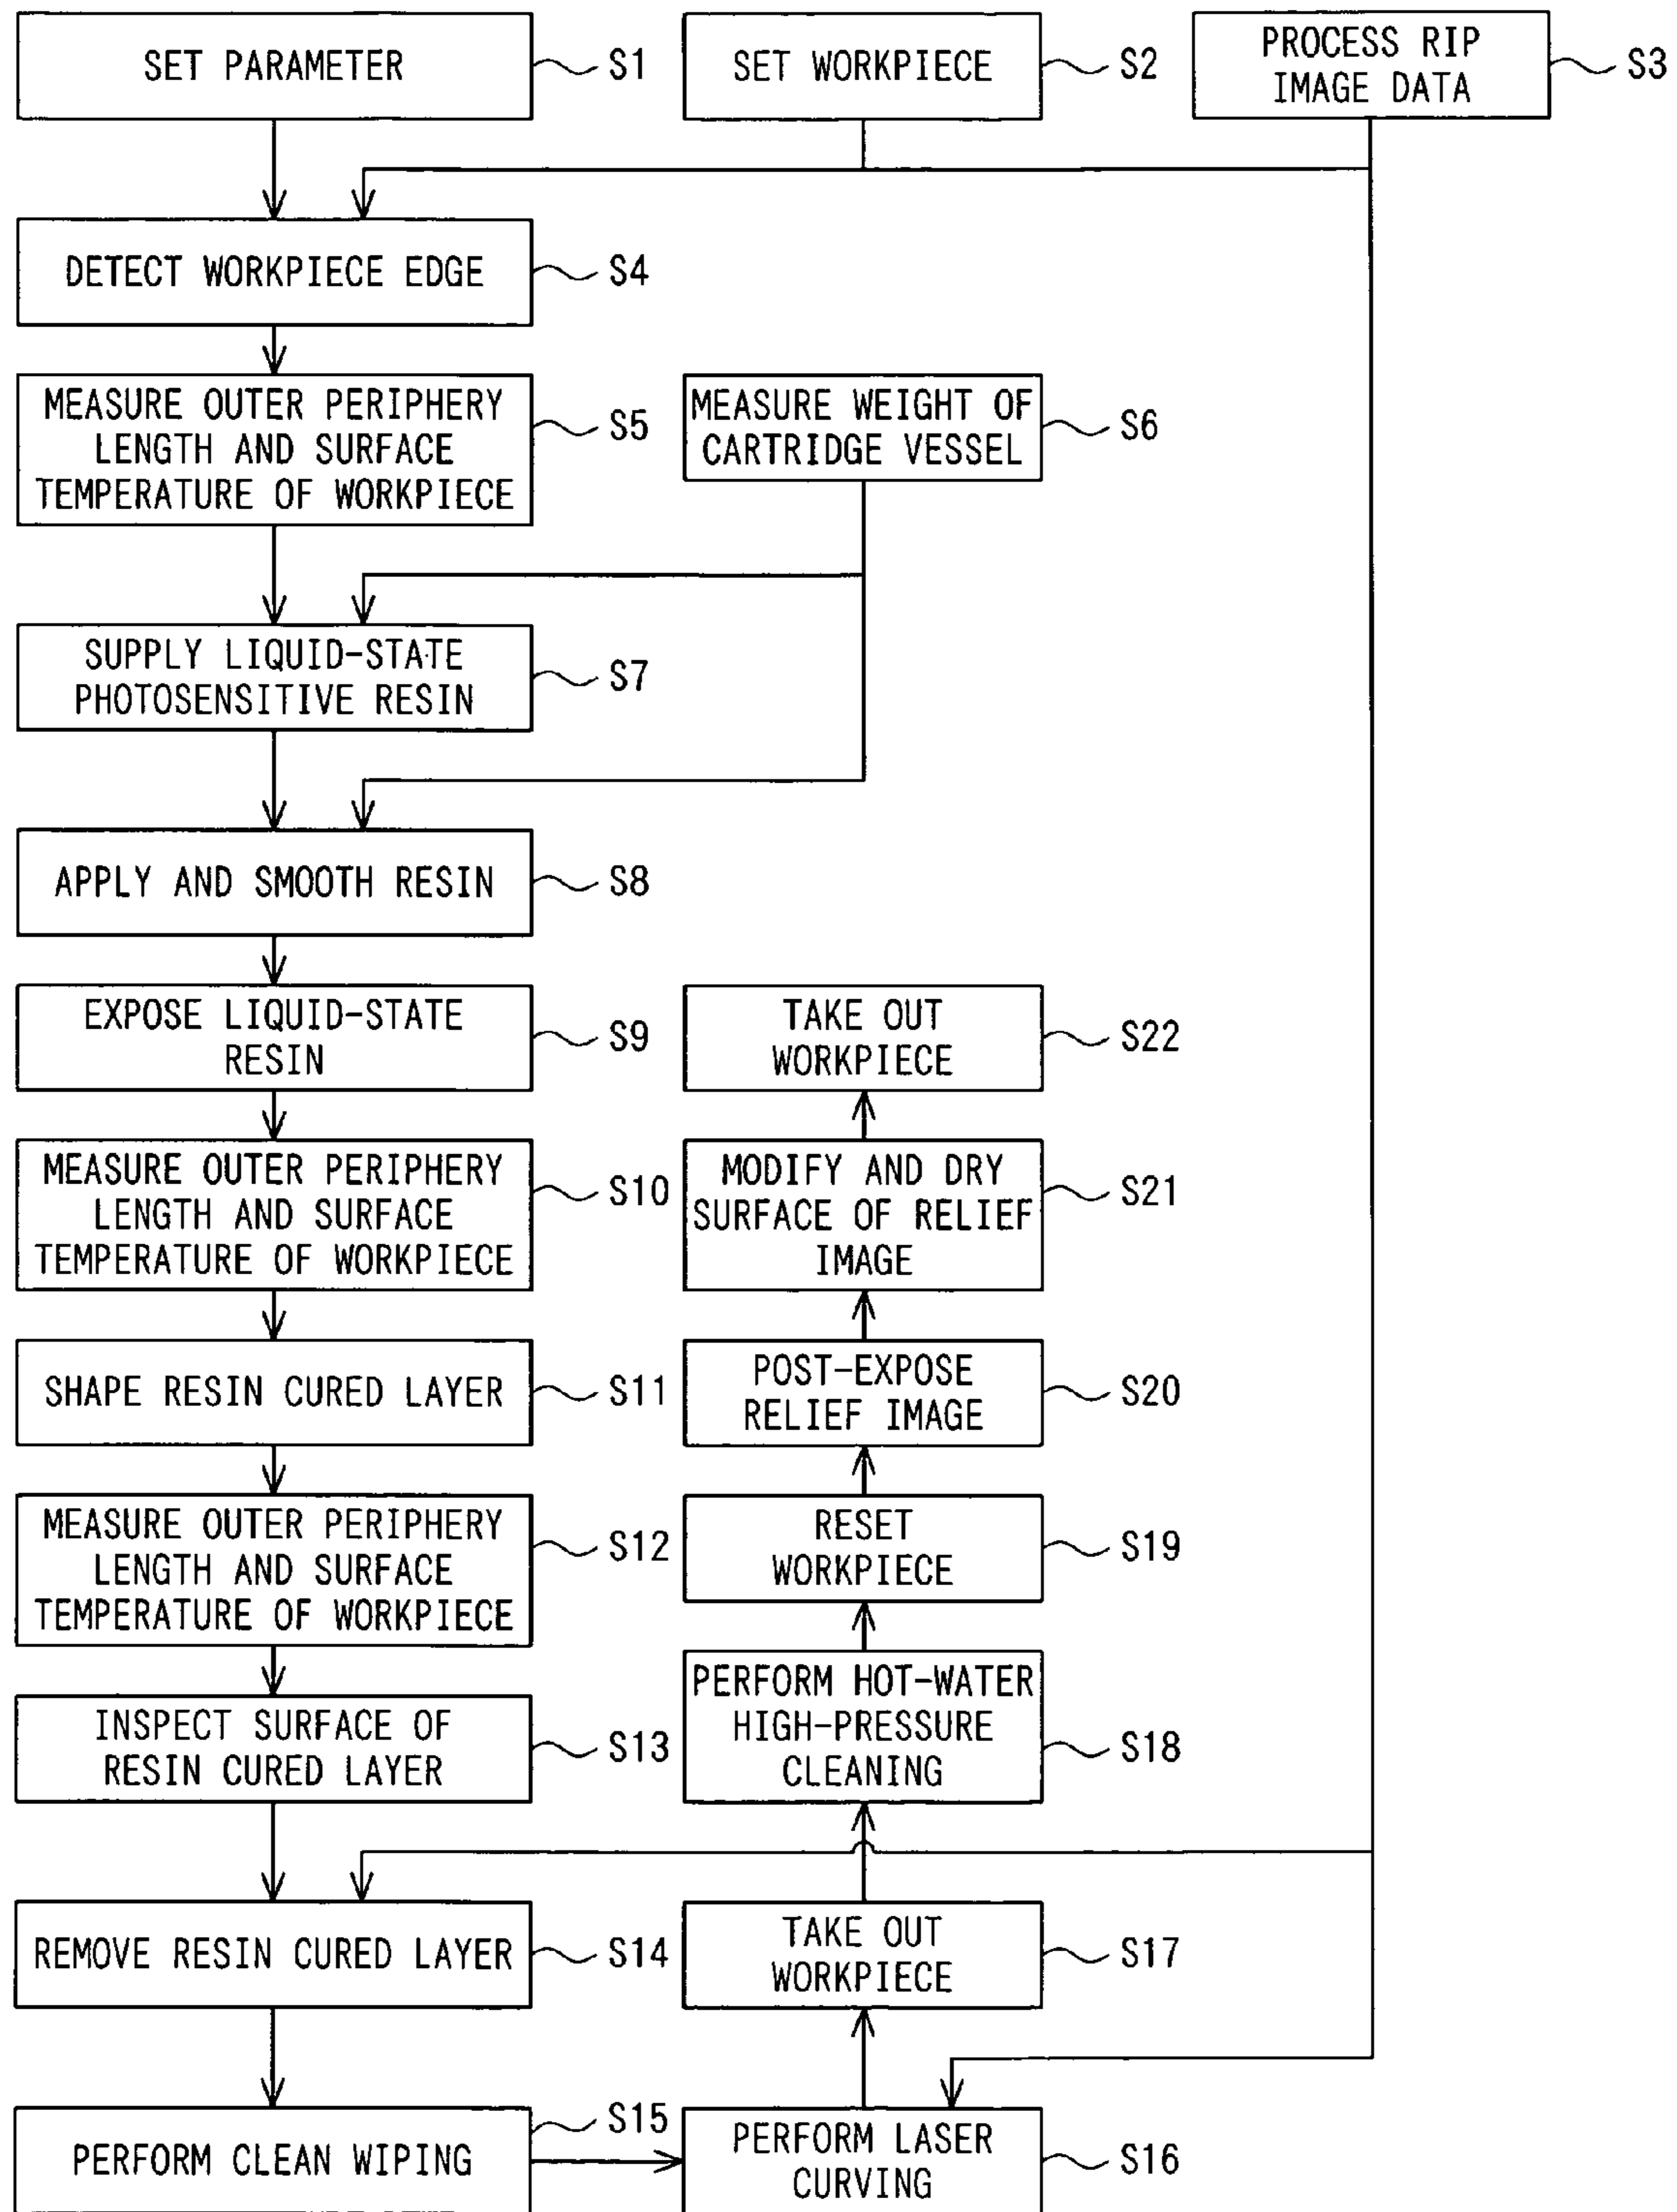 SET PARAMETER
S1
SET WORKPIECE
S2
PROCESS RIP
IMAGE DATA
S3
DETECT WORKPIECE EDGE
S4
MEASURE OUTER PERIPHERY
LENGTH AND SURFACE
TEMPERATURE OF WORKPIECE
S5
MEASURE WEIGHT OF
CARTRIDGE VESSEL
S6
SUPPLY LIQUID-STATE
PHOTOSENSITIVE RESIN
S7
APPLY AND SMOOTH RESIN
S8
EXPOSE LIQUID-STATE
RESIN
S9
TAKE OUT
WORKPIECE
S22
MEASURE OUTER PERIPHERY
LENGTH AND SURFACE
TEMPERATURE OF WORKPIECE
S10
MODIFY AND DRY
SURFACE OF RELIEF
IMAGE
S21
SHAPE RESIN CURED LAYER
S11
POST-EXPOSE
RELIEF IMAGE
S20
MEASURE OUTER PERIPHERY
LENGTH AND SURFACE
TEMPERATURE OF WORKPIECE
S12
RESET
WORKPIECE
S19
INSPECT SURFACE OF
RESIN CURED LAYER
S13
PERFORM HOT-WATER
HIGH-PRESSURE
CLEANING
S18
REMOVE RESIN CURED LAYER
S14
TAKE OUT
WORKPIECE
S17
PERFORM CLEAN WIPING
S15
PERFORM LASER
CURVING
S16